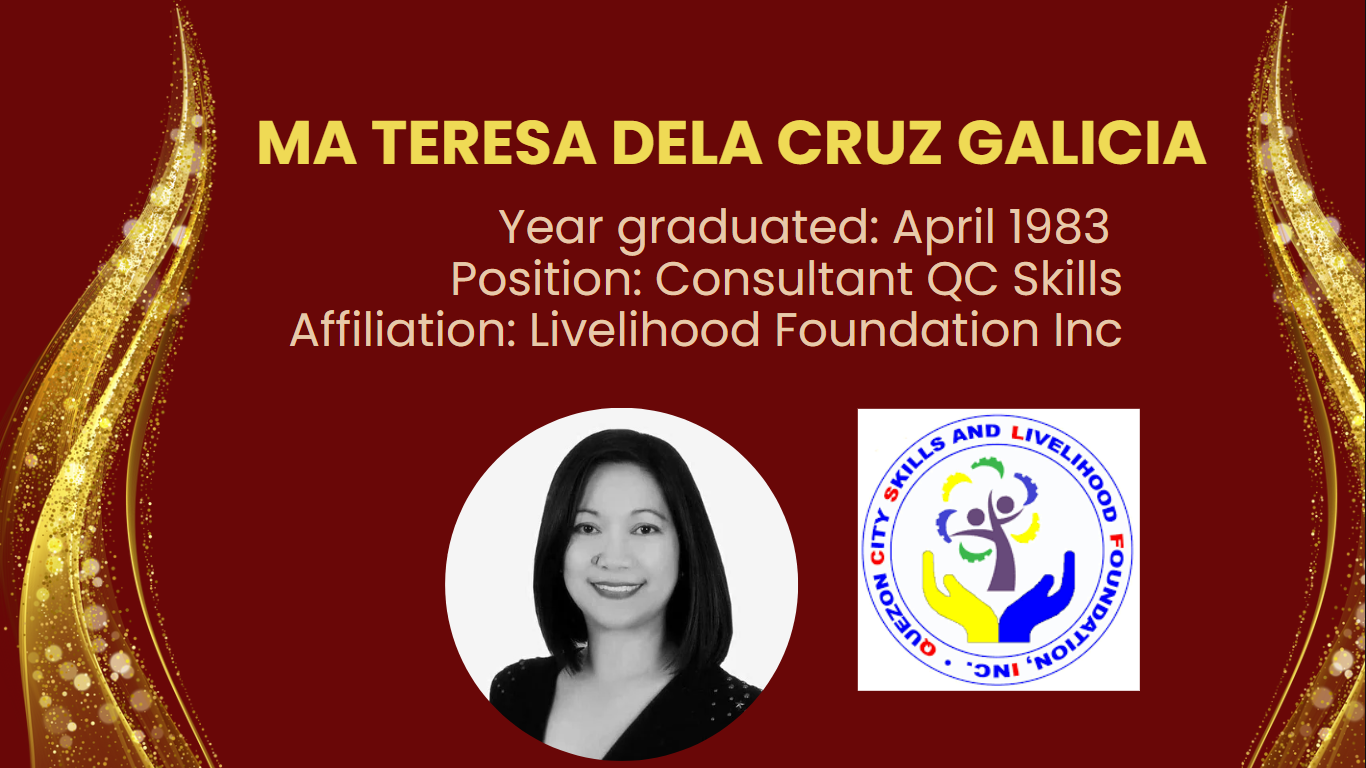 MA TERESA DELA CRUZ GALICIA
Year graduated: April 1983
Position: Consultant QC Skills
Affiliation: Livelihood Foundation Inc
QUEZON CITY SKILLS AND LIVELIHOOD FOUNDATION, INC. •